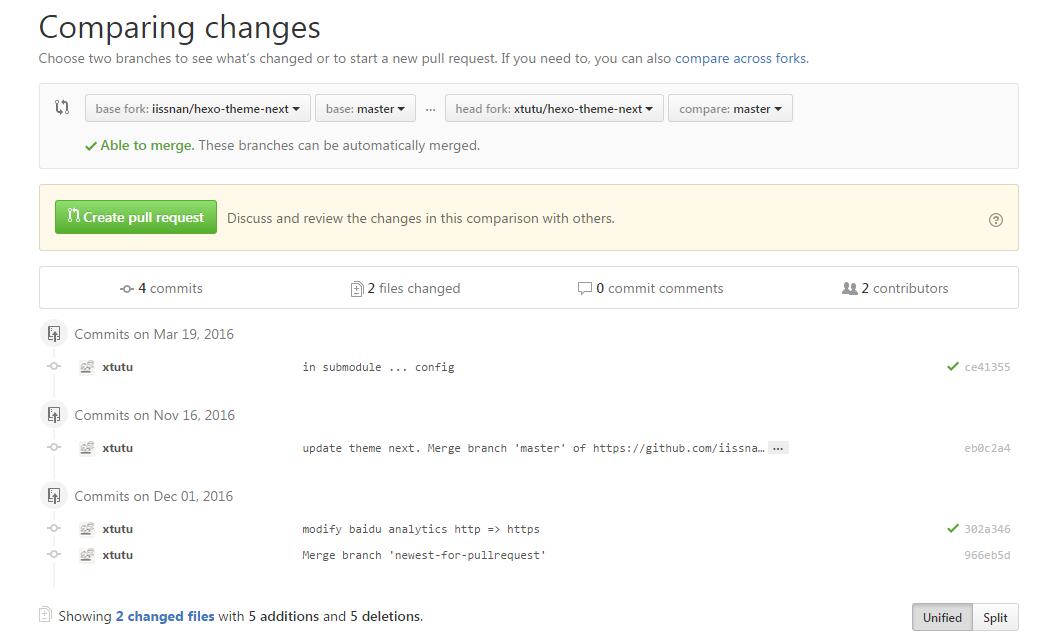 Comparing changes
Choose two branches to see what's changed or to start a new pull request. If you need to, you can also compare across forks.
base fork: iissnan/hexo-theme-next base: master ... head fork: xtutu/hexo-theme-next compare: master
Able to merge. These branches can be automatically merged.
Create pull request Discuss and review the changes in this comparison with others. ?
4 commits 2 files changed 0 commit comments 2 contributors
Commits on Mar 19, 2016
xtutu in submodule ... config ce41355
Commits on Nov 16, 2016
xtutu update theme next. Merge branch 'master' of https://github.com/iissna… … eb0c2a4
Commits on Dec 01, 2016
xtutu modify baidu analytics http => https 302a346
xtutu Merge branch 'newest-for-pullrequest' 966eb5d
Showing 2 changed files with 5 additions and 5 deletions. Unified Split